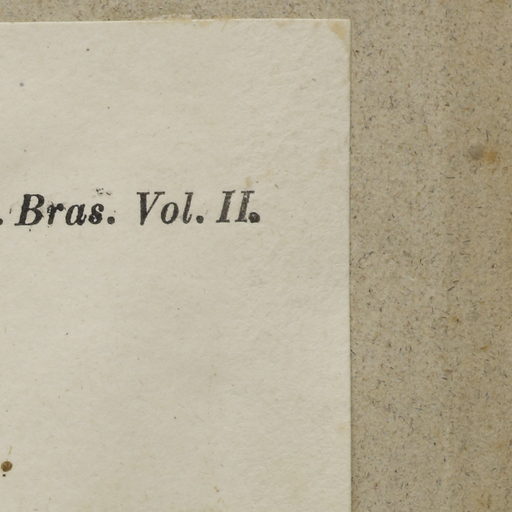 . Bras. Vol. II.